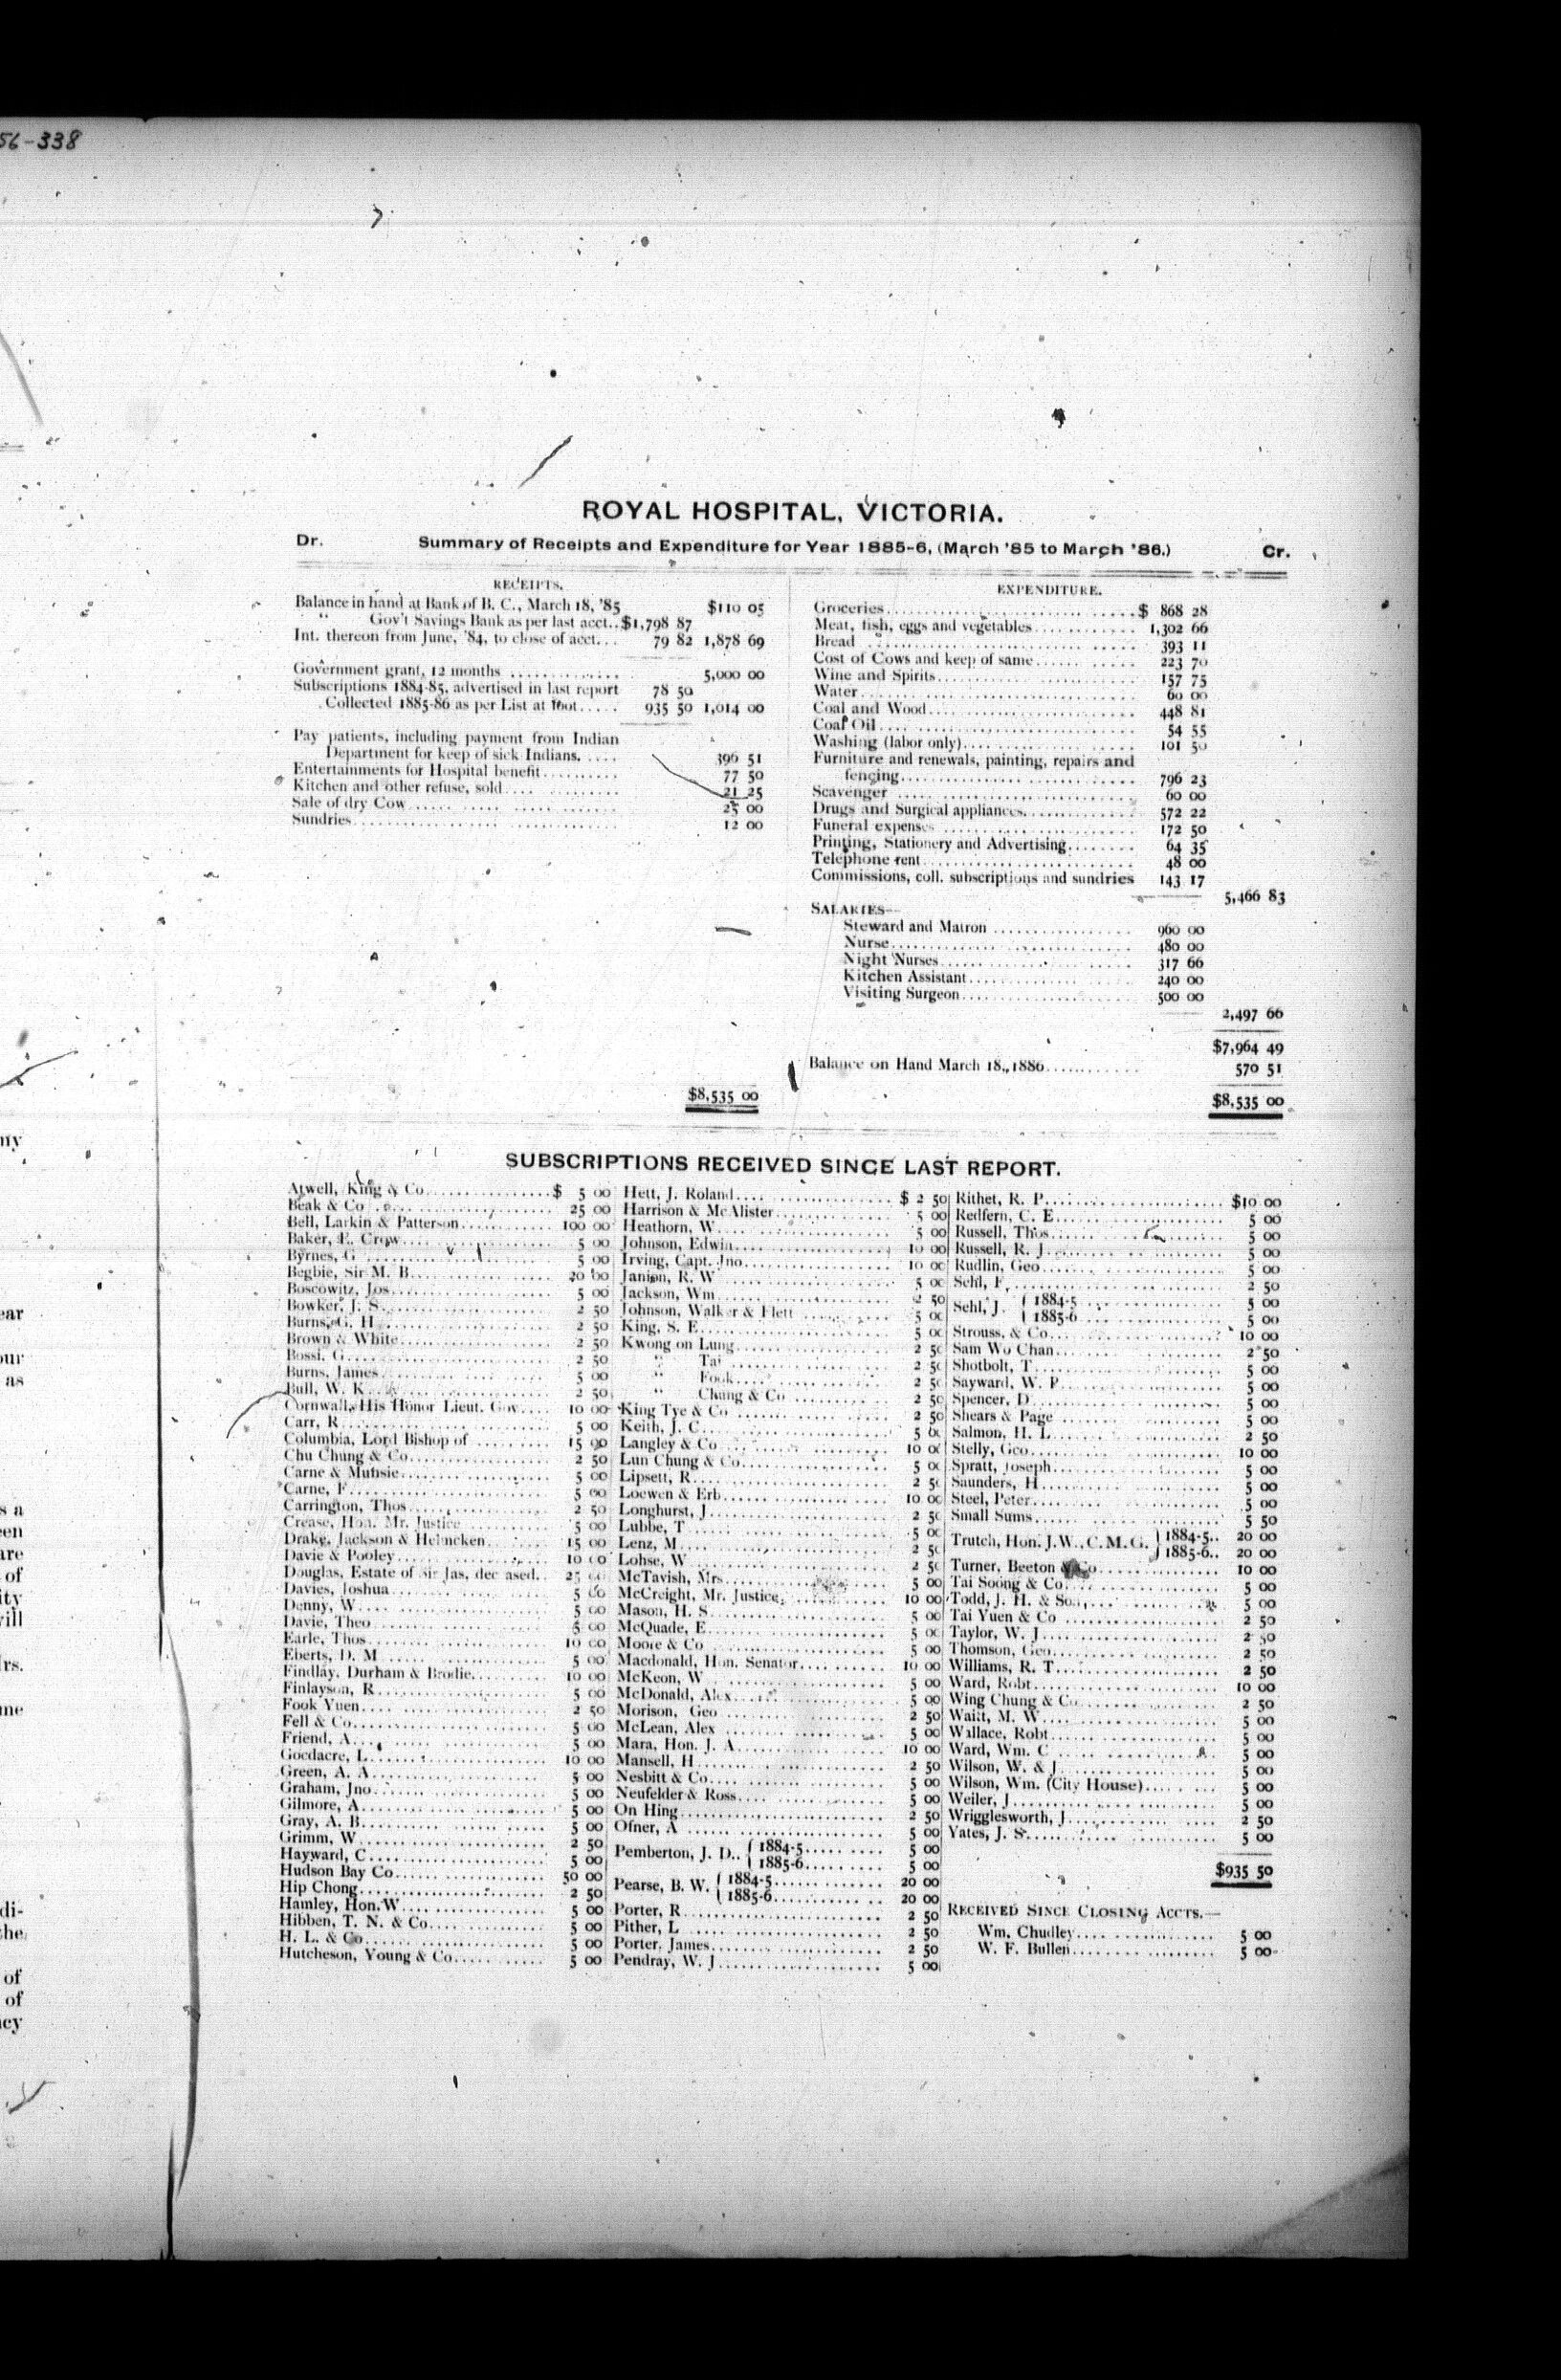 56-338
ROYAL HOSPITAL, VICTORIA.
Dr. Summary of Receipts and Expenditure for Year 1885-6, (March '85 to March '86.) Cr.
RECEIPTS.
Balance in hand at Bank of B. C., March 18, '85 $110 05
" Gov't Savings Bank as per last acct..$1,798 87
Int. thereon from June, '84, to close of acct... 79 82 1,878 69
Government grant, 12 months 5,000 00
Subscriptions 1884-85, advertised in last report 78 50
Collected 1885-86 as per List at foot..... 935 50 1,014 00
Pay patients, including payment from Indian
Department for keep of sick Indians..... 396 51
Entertainments for Hospital benefit.......... 77 50
Kitchen and other refuse, sold.... 21 25
Sale of dry Cow 25 00
Sundries 12 00
$8,535 00
EXPENDITURE.
Groceries $ 868 28
Meat, fish, eggs and vegetables 1,302 66
Bread 393 11
Cost of Cows and keep of same 223 70
Wine and Spirits 157 75
Water 60 00
Coal and Wood 448 81
Coal Oil 54 55
Washing (labor only) 101 50
Furniture and renewals, painting, repairs and
fencing 796 23
Scavenger 60 00
Drugs and Surgical appliances 572 22
Funeral expenses 172 50
Printing, Stationery and Advertising 64 35
Telephone rent 48 00
Commissions, coll. subscriptions and sundries 143 17
5,466 83
SALARIES—
Steward and Matron 960 00
Nurse 480 00
Night Nurses 317 66
Kitchen Assistant 240 00
Visiting Surgeon 500 00
2,497 66
$7,964 49
Balance on Hand March 18, 1886 570 51
$8,535 00
SUBSCRIPTIONS RECEIVED SINCE LAST REPORT.
Atwell, King & Co $ 5 00
Beak & Co 25 00
Bell, Larkin & Patterson 100 00
Baker, E. Crow 5 00
Byrnes, G 5 00
Begbie, Sir M. B 20 00
Boscowitz, Jos 5 00
Bowker, J. S 2 50
Burns, G. H 2 50
Brown & White 2 50
Bossi, G 2 50
Burns, James 5 00
Bull, W. K 2 50
Cornwall, His Honor Lieut. Gov 10 00
Carr, R 5 00
Columbia, Lord Bishop of 15 00
Chu Chung & Co 2 50
Carne & Munsie 5 00
Carne, F 5 00
Carrington, Thos 2 50
Crease, Hon. Mr. Justice 5 00
Drake, Jackson & Helmcken 15 00
Davie & Pooley 10 00
Douglas, Estate of Sir Jas, deceased.. 25 00
Davies, Joshua 5 00
Denny, W 5 00
Davie, Theo 5 00
Earle, Thos 10 00
Eberts, D. M 5 00
Findlay, Durham & Brodie 10 00
Finlayson, R 5 00
Fook Yuen 2 50
Fell & Co 5 00
Friend, A 5 00
Goodacre, L 10 00
Green, A. A 5 00
Graham, Jno 5 00
Gilmore, A 5 00
Gray, A. B 5 00
Grimm, W 2 50
Hayward, C 5 00
Hudson Bay Co 50 00
Hip Chong 2 50
Hamley, Hon. W 5 00
Hibben, T. N. & Co 5 00
H. L. & Co 5 00
Hutcheson, Young & Co 5 00
Hett, J. Roland $ 2 50
Harrison & McAlister 5 00
Heathorn, W 5 00
Johnson, Edwin 10 00
Irving, Capt. Jno 10 00
Janion, R. W 5 00
Jackson, Wm 2 50
Johnson, Walker & Flett 5 00
King, S. E 5 00
Kwong on Lung 2 50
" Tai 2 50
" Fook 2 50
" Chung & Co 2 50
King Tye & Co 2 50
Keith, J. C 5 00
Langley & Co 10 00
Lun Chung & Co 5 00
Lipsett, R 2 50
Loewen & Erb 10 00
Longhurst, J 2 50
Lubbe, T 5 00
Lenz, M 2 50
Lohse, W 2 50
McTavish, Mrs 5 00
McCreight, Mr. Justice 10 00
Mason, H. S 5 00
McQuade, E 5 00
Moore & Co 5 00
Macdonald, Hon. Senator 10 00
McKeon, W 5 00
McDonald, Alex 5 00
Morison, Geo 2 50
McLean, Alex 5 00
Mara, Hon. J. A 10 00
Mansell, H 2 50
Nesbitt & Co 5 00
Neufelder & Ross 5 00
On Hing 2 50
Ofner, A 5 00
Pemberton, J. D.. { 1884-5 5 00
{ 1885-6 5 00
Pearse, B. W. { 1884-5 20 00
{ 1885-6 20 00
Porter, R 2 50
Pither, L 2 50
Porter, James 2 50
Pendray, W. J 5 00
Rithet, R. P $10 00
Redfern, C. E 5 00
Russell, Thos 5 00
Russell, R. J 5 00
Rudlin, Geo 5 00
Sehl, F 2 50
Sehl, J. { 1884-5 5 00
{ 1885-6 5 00
Strouss, & Co 10 00
Sam Wo Chan 2 50
Shotbolt, T 5 00
Sayward, W. P 5 00
Spencer, D 5 00
Shears & Page 5 00
Salmon, H. L 2 50
Stelly, Geo 10 00
Spratt, Joseph 5 00
Saunders, H 5 00
Steel, Peter 5 00
Small Sums 5 50
Trutch, Hon. J.W., C.M.G. } 1884-5.. 20 00
} 1885-6.. 20 00
Turner, Beeton & Co 10 00
Tai Soong & Co 5 00
Todd, J. H. & Son 5 00
Tai Yuen & Co 2 50
Taylor, W. J 2 50
Thomson, Geo 2 50
Williams, R. T 2 50
Ward, Robt 10 00
Wing Chung & Co 2 50
Waitt, M. W 5 00
Wallace, Robt 5 00
Ward, Wm. C 5 00
Wilson, W. & J 5 00
Wilson, Wm. (City House) 5 00
Weiler, J 5 00
Wrigglesworth, J 2 50
Yates, J. S 5 00
$935 50
RECEIVED SINCE CLOSING ACCTS.—
Wm. Chudley 5 00
W. F. Bullen 5 00